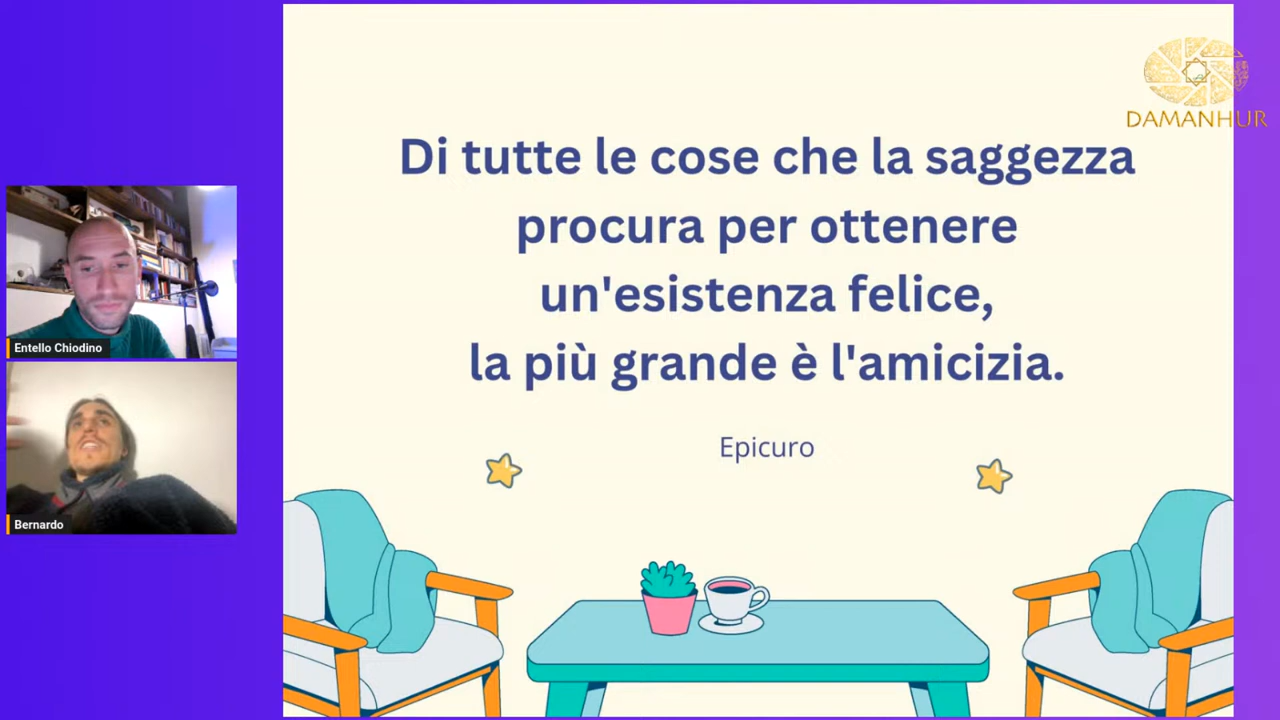 DAMANHUR
Di tutte le cose che la saggezza
procura per ottenere
un'esistenza felice,
la più grande è l'amicizia.
Epicuro
Entello Chiodino
Bernardo